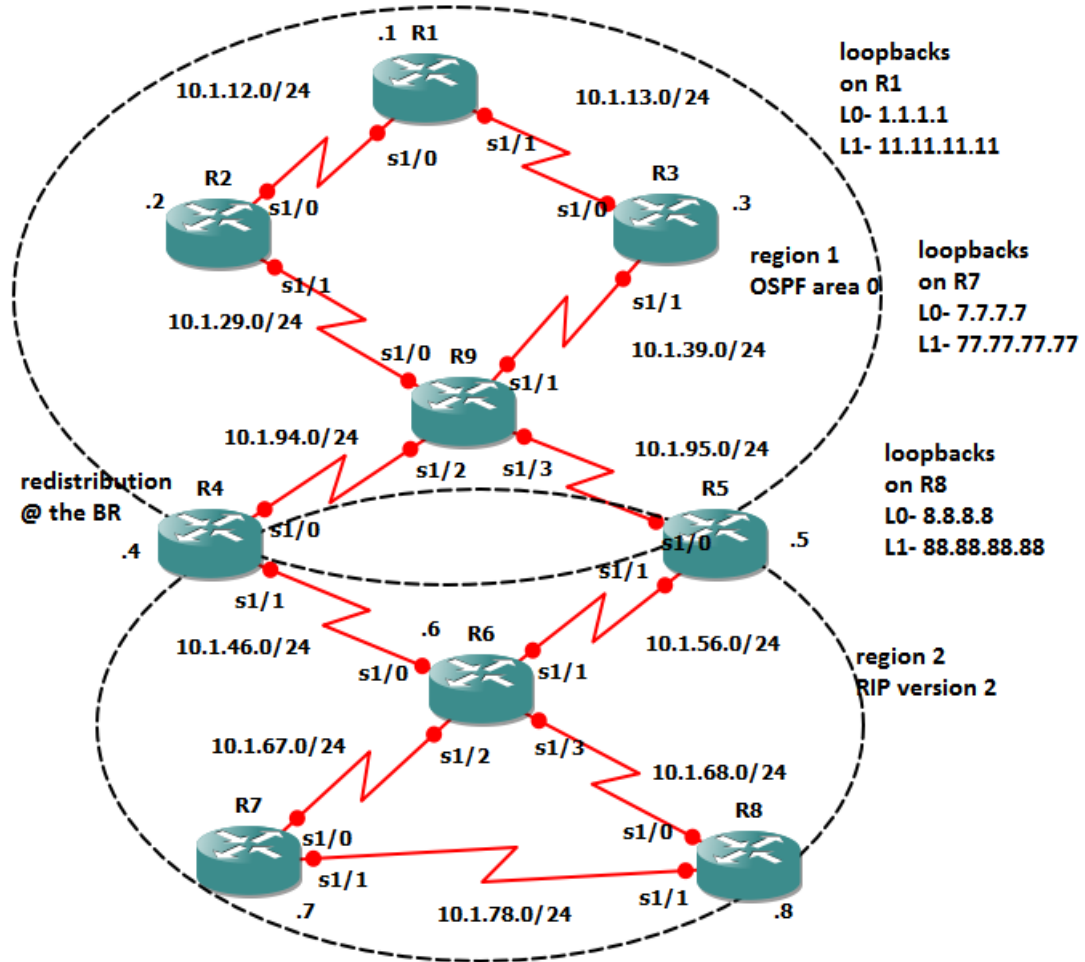 .1 R1
10.1.12.0/24
10.1.13.0/24
s1/0
s1/1
loopbacks
on R1
L0- 1.1.1.1
L1- 11.11.11.11
R2
.2
s1/0
s1/1
R3
.3
s1/0
s1/1
region 1
OSPF area 0
loopbacks
on R7
L0- 7.7.7.7
L1- 77.77.77.77
10.1.29.0/24
10.1.39.0/24
R9
s1/0
s1/1
s1/2
s1/3
10.1.94.0/24
10.1.95.0/24
loopbacks
on R8
L0- 8.8.8.8
L1- 88.88.88.88
redistribution
@ the BR
R4
.4
s1/0
s1/1
R5
.5
s1/0
s1/1
10.1.46.0/24
10.1.56.0/24
.6
R6
s1/0
s1/1
s1/2
s1/3
region 2
RIP version 2
10.1.67.0/24
10.1.68.0/24
R7
s1/0
s1/1
.7
R8
s1/0
s1/1
.8
10.1.78.0/24